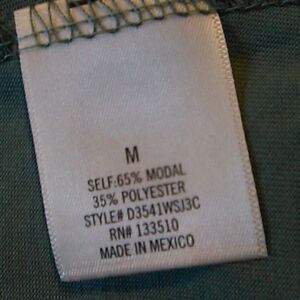 M
SELF:65% MODAL
35% POLYESTER
STYLE# D3541WSJ3C
RN# 133510
MADE IN MEXICO